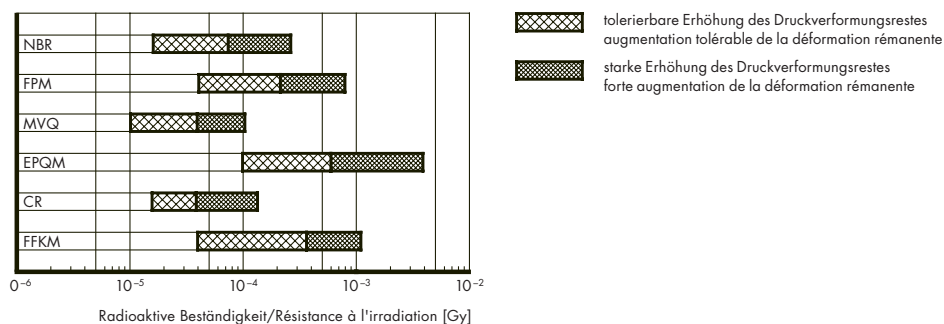 NBR
FPM
MVQ
EPQM
CR
FFKM
0⁻⁶ 10⁻⁵ 10⁻⁴ 10⁻³ 10⁻²
Radioaktive Beständigkeit/Résistance à l'irradiation [Gy]
tolerierbare Erhöhung des Druckverformungsrestes
augmentation tolérable de la déformation rémanente
starke Erhöhung des Druckverformungsrestes
forte augmentation de la déformation rémanente